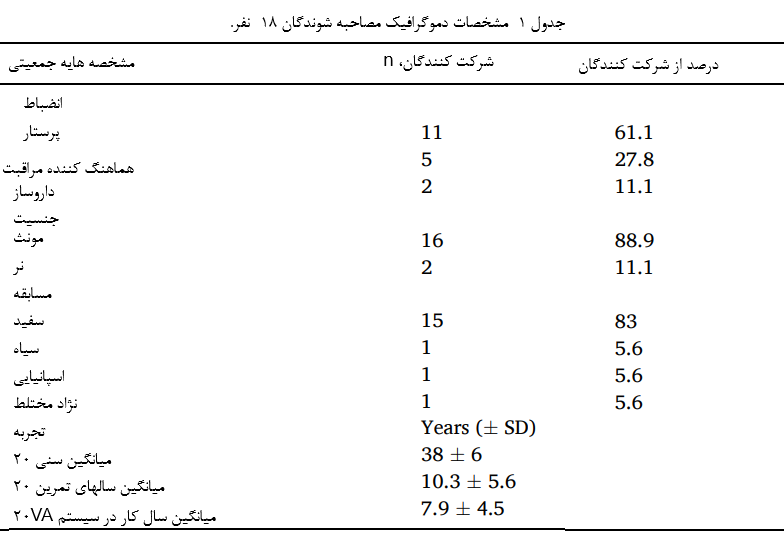 جدول ۱ مشخصات دموگرافیک مصاحبه شوندگان ۱۸ نفر.
مشخصه هایه جمعیتی شرکت کنندگان، n درصد از شرکت کنندگان
انضباط
پرستار 11 61.1
هماهنگ کننده مراقبت 5 27.8
داروساز 2 11.1
جنسیت
مونث 16 88.9
نر 2 11.1
مسابقه
سفید 15 83
سیاه 1 5.6
اسپانیایی 1 5.6
نژاد مختلط 1 5.6
تجربه Years (± SD)
میانگین سنی ۲۰ 38 ± 6
میانگین سالهای تمرین ۲۰ 10.3 ± 5.6
میانگین سال کار در سیستم ۲۰VA 7.9 ± 4.5